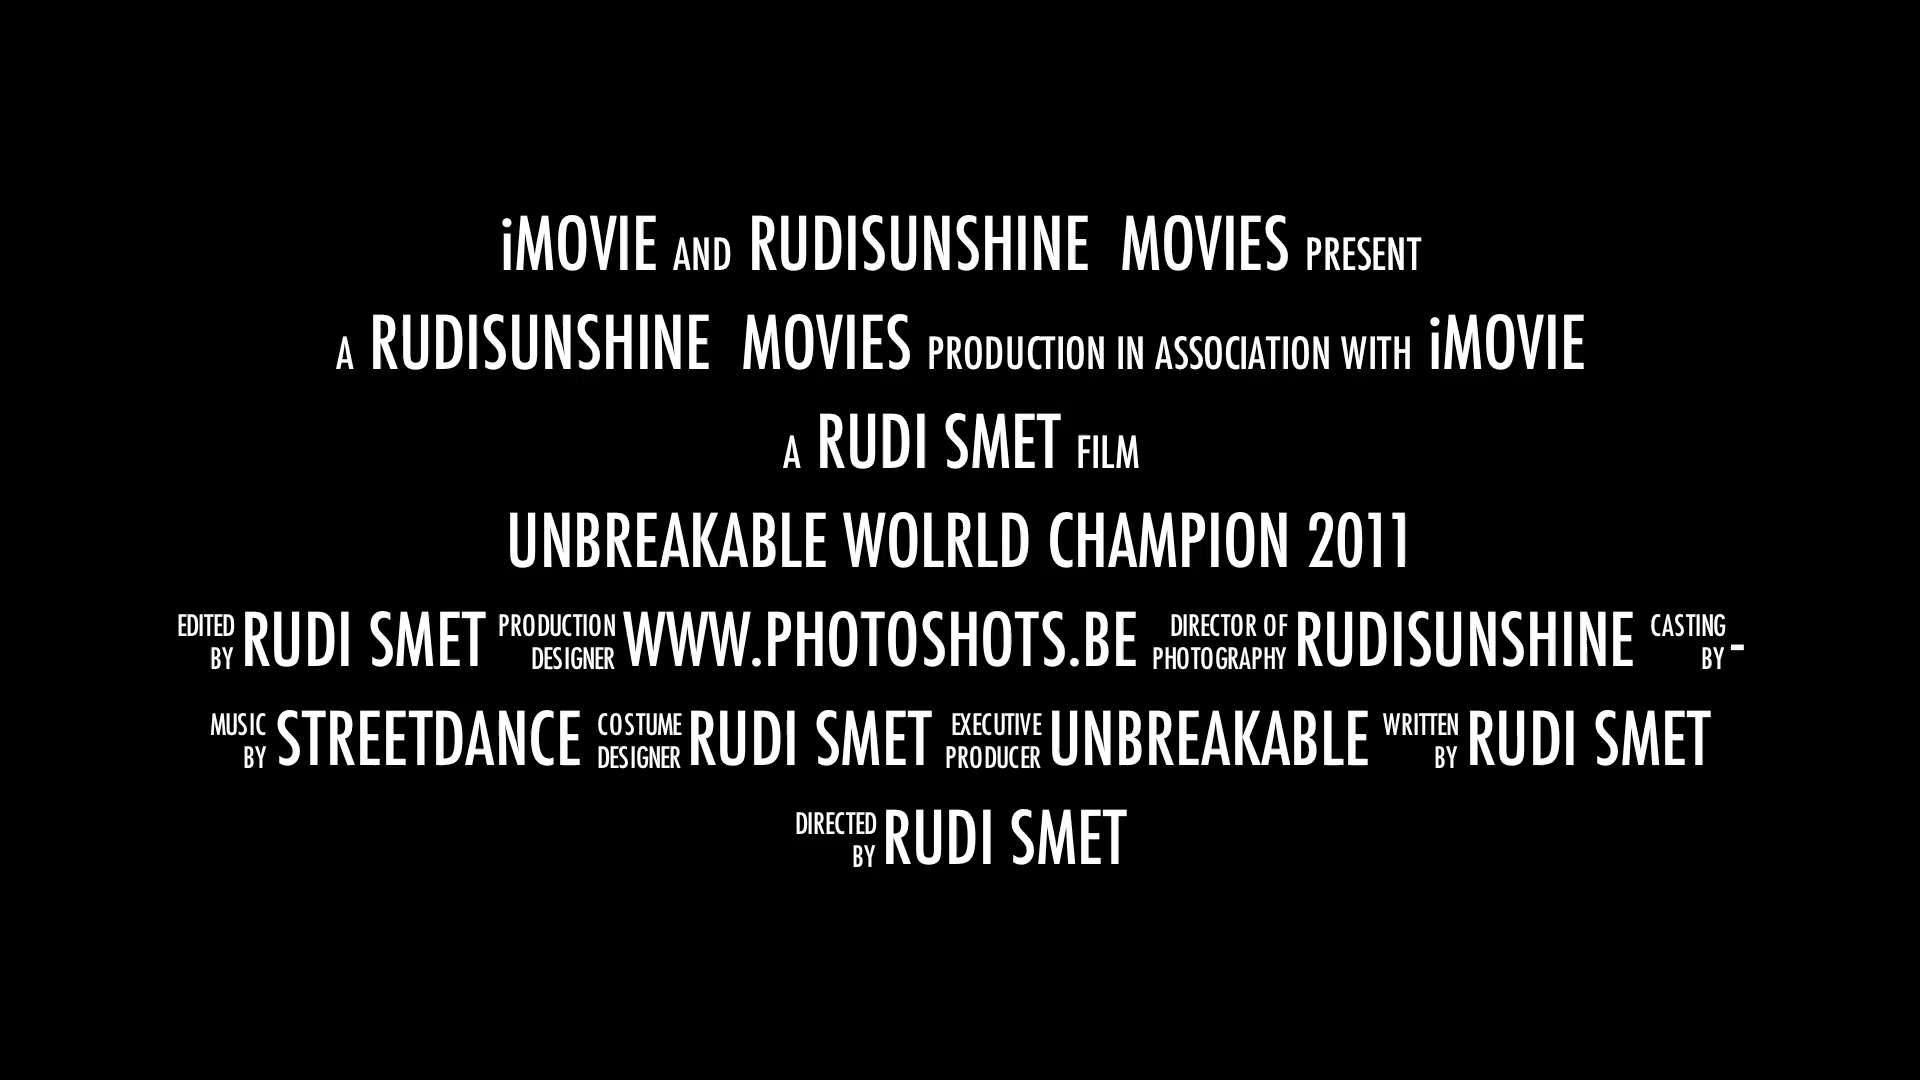 iMOVIE AND RUDISUNSHINE MOVIES PRESENT
A RUDISUNSHINE MOVIES PRODUCTION IN ASSOCIATION WITH iMOVIE
A RUDI SMET FILM
UNBREAKABLE WOLRLD CHAMPION 2011
EDITED BY RUDI SMET PRODUCTION DESIGNER WWW.PHOTOSHOTS.BE DIRECTOR OF PHOTOGRAPHY RUDISUNSHINE CASTING BY -
MUSIC BY STREETDANCE COSTUME DESIGNER RUDI SMET EXECUTIVE PRODUCER UNBREAKABLE WRITTEN BY RUDI SMET
DIRECTED BY RUDI SMET